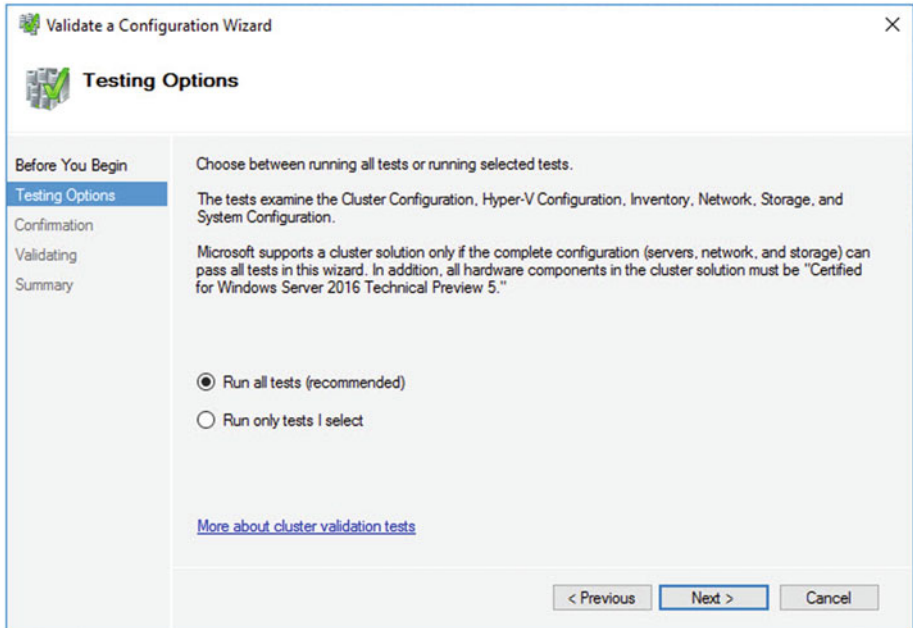 Validate a Configuration Wizard
Testing Options
Before You Begin
Testing Options
Confirmation
Validating
Summary
Choose between running all tests or running selected tests.
The tests examine the Cluster Configuration, Hyper-V Configuration, Inventory, Network, Storage, and
System Configuration.
Microsoft supports a cluster solution only if the complete configuration (servers, network, and storage) can
pass all tests in this wizard. In addition, all hardware components in the cluster solution must be "Certified
for Windows Server 2016 Technical Preview 5."
Run all tests (recommended)
Run only tests I select
More about cluster validation tests
< Previous
Next >
Cancel